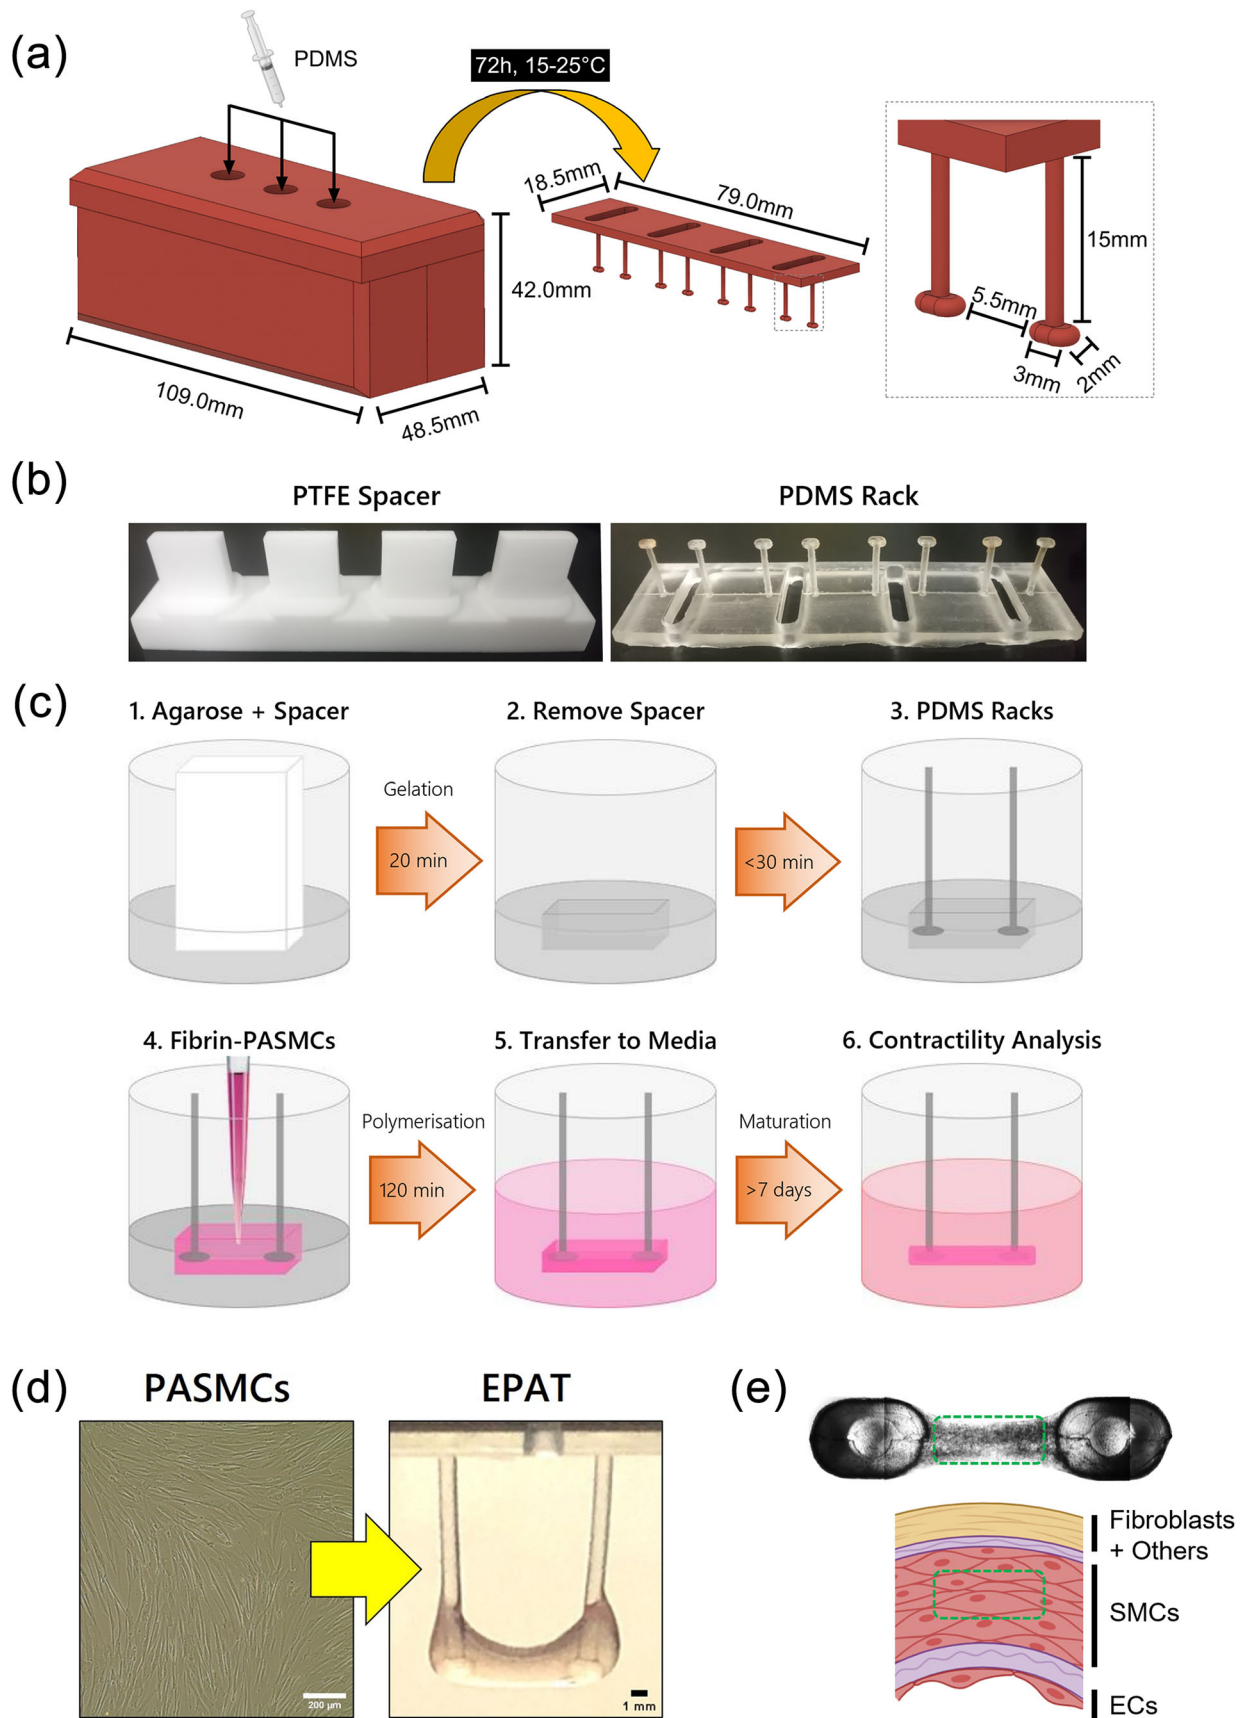 (a)
PDMS
72h, 15-25°C
18.5mm
79.0mm
42.0mm
109.0mm
48.5mm
15mm
5.5mm
3mm
2mm
(b)
PTFE Spacer
PDMS Rack
(c)
1. Agarose + Spacer
2. Remove Spacer
3. PDMS Racks
Gelation
20 min
<30 min
4. Fibrin-PASMCs
5. Transfer to Media
6. Contractility Analysis
Polymerisation
120 min
Maturation
>7 days
(d)
PASMCs
EPAT
200 µm
1 mm
(e)
Fibroblasts
+ Others
SMCs
ECs